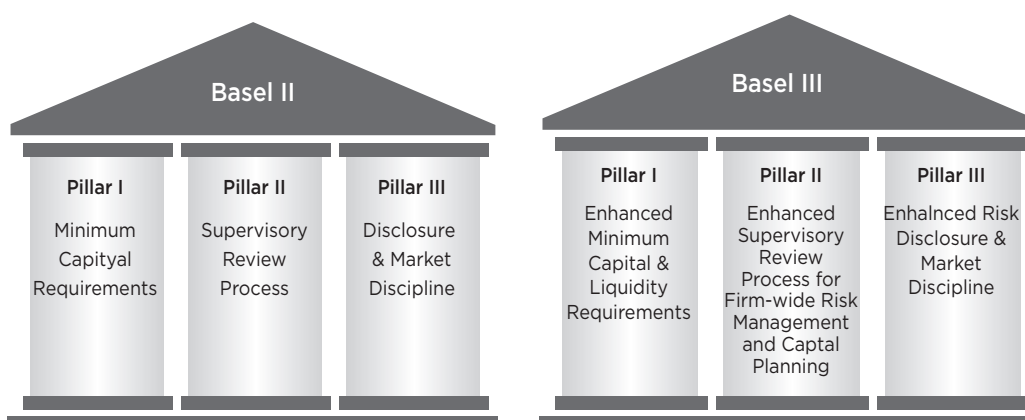 Basel II
Pillar I
Minimum
Capityal
Requirements
Pillar II
Supervisory
Review
Process
Pillar III
Disclosure
& Market
Discipline
Basel III
Pillar I
Enhanced
Minimum
Capital &
Liquidity
Requirements
Pillar II
Enhanced
Supervisory
Review
Process for
Firm-wide Risk
Management
and Captal
Planning
Pillar III
Enhalnced Risk
Disclosure &
Market
Discipline